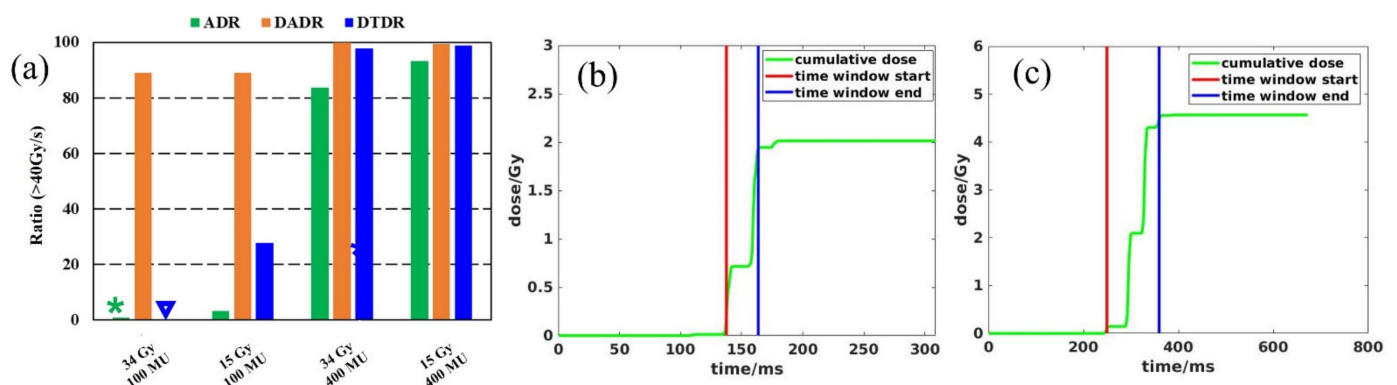 ADR DADR DTDR
(a)
Ratio (>40Gy/s)
100
80
60
40
20
0
34 Gy
100 MU
15 Gy
100 MU
34 Gy
400 MU
15 Gy
400 MU
*
(b)
cumulative dose
time window start
time window end
dose/Gy
3
2.5
2
1.5
1
0.5
0
0 50 100 150 200 250 300
time/ms
(c)
cumulative dose
time window start
time window end
dose/Gy
6
5
4
3
2
1
0
0 200 400 600 800
time/ms